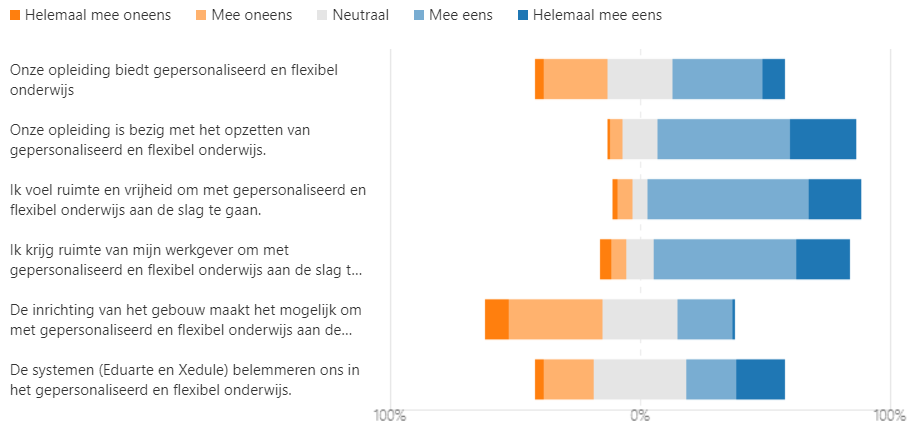 Helemaal mee oneens Mee oneens Neutraal Mee eens Helemaal mee eens
Onze opleiding biedt gepersonaliseerd en flexibel
onderwijs
Onze opleiding is bezig met het opzetten van
gepersonaliseerd en flexibel onderwijs.
Ik voel ruimte en vrijheid om met gepersonaliseerd en
flexibel onderwijs aan de slag te gaan.
Ik krijg ruimte van mijn werkgever om met
gepersonaliseerd en flexibel onderwijs aan de slag t...
De inrichting van het gebouw maakt het mogelijk om
met gepersonaliseerd en flexibel onderwijs aan de...
De systemen (Eduarte en Xedule) belemmeren ons in
het gepersonaliseerd en flexibel onderwijs.
100% 0% 100%